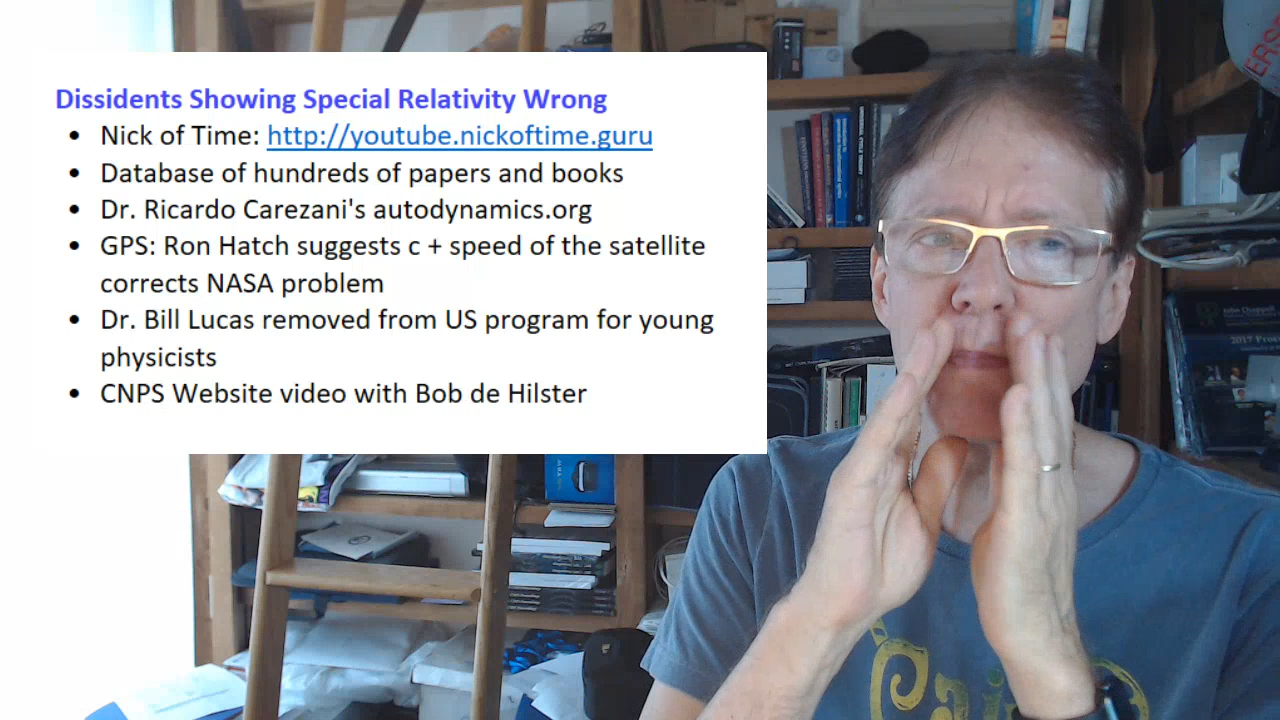 Dissidents Showing Special Relativity Wrong
• Nick of Time: http://youtube.nickoftime.guru
• Database of hundreds of papers and books
• Dr. Ricardo Carezani's autodynamics.org
• GPS: Ron Hatch suggests c + speed of the satellite
corrects NASA problem
• Dr. Bill Lucas removed from US program for young
physicists
• CNPS Website video with Bob de Hilster
John Chappell